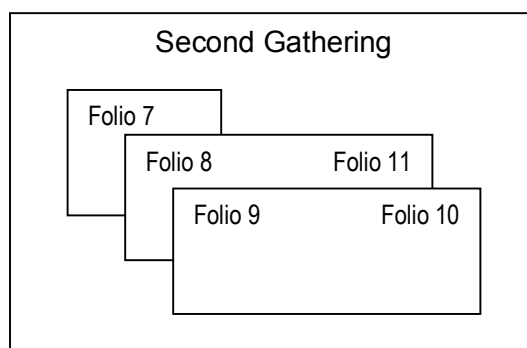 Second Gathering
Folio 7
Folio 8 Folio 11
Folio 9 Folio 10